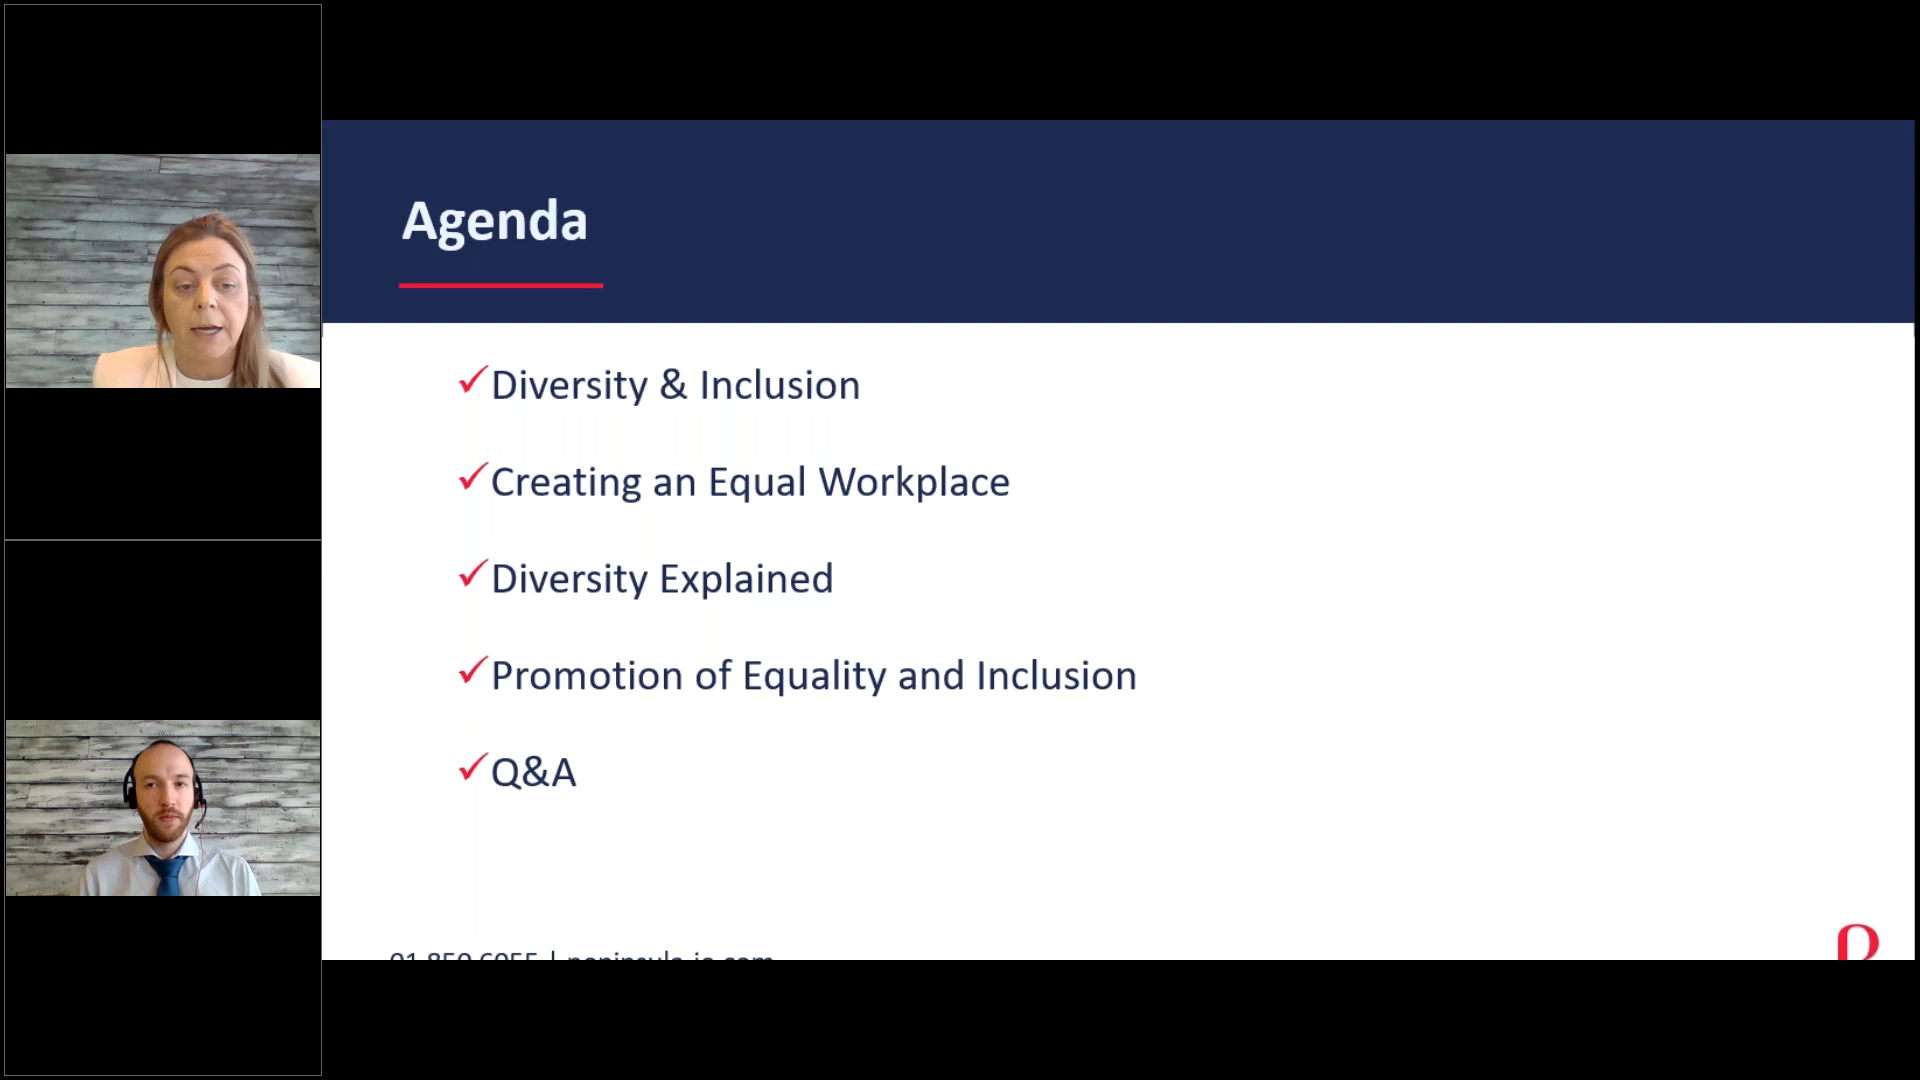 Agenda
Diversity & Inclusion
Creating an Equal Workplace
Diversity Explained
Promotion of Equality and Inclusion
Q&A